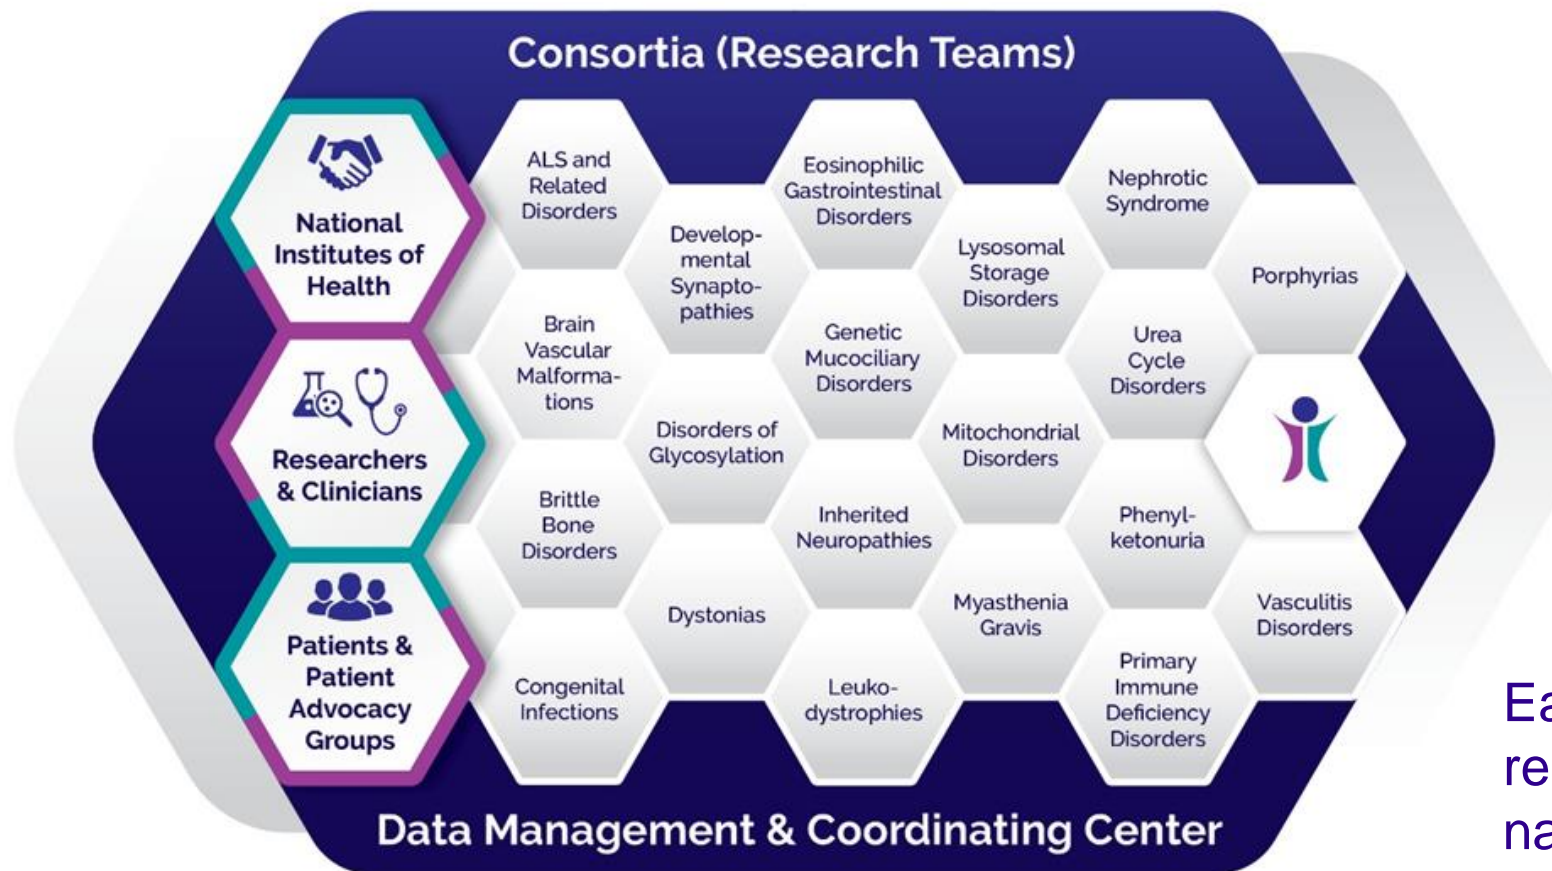 Consortia (Research Teams)
National
Institutes of
Health
Researchers
& Clinicians
Patients &
Patient
Advocacy
Groups
ALS and
Related
Disorders
Brain
Vascular
Malforma-
tions
Brittle
Bone
Disorders
Congenital
Infections
Develop-
mental
Synapto-
pathies
Disorders of
Glycosylation
Dystonias
Eosinophilic
Gastrointestinal
Disorders
Genetic
Mucociliary
Disorders
Inherited
Neuropathies
Leuko-
dystrophies
Lysosomal
Storage
Disorders
Mitochondrial
Disorders
Myasthenia
Gravis
Nephrotic
Syndrome
Urea
Cycle
Disorders
Phenyl-
ketonuria
Primary
Immune
Deficiency
Disorders
Porphyrias
Vasculitis
Disorders
Data Management & Coordinating Center